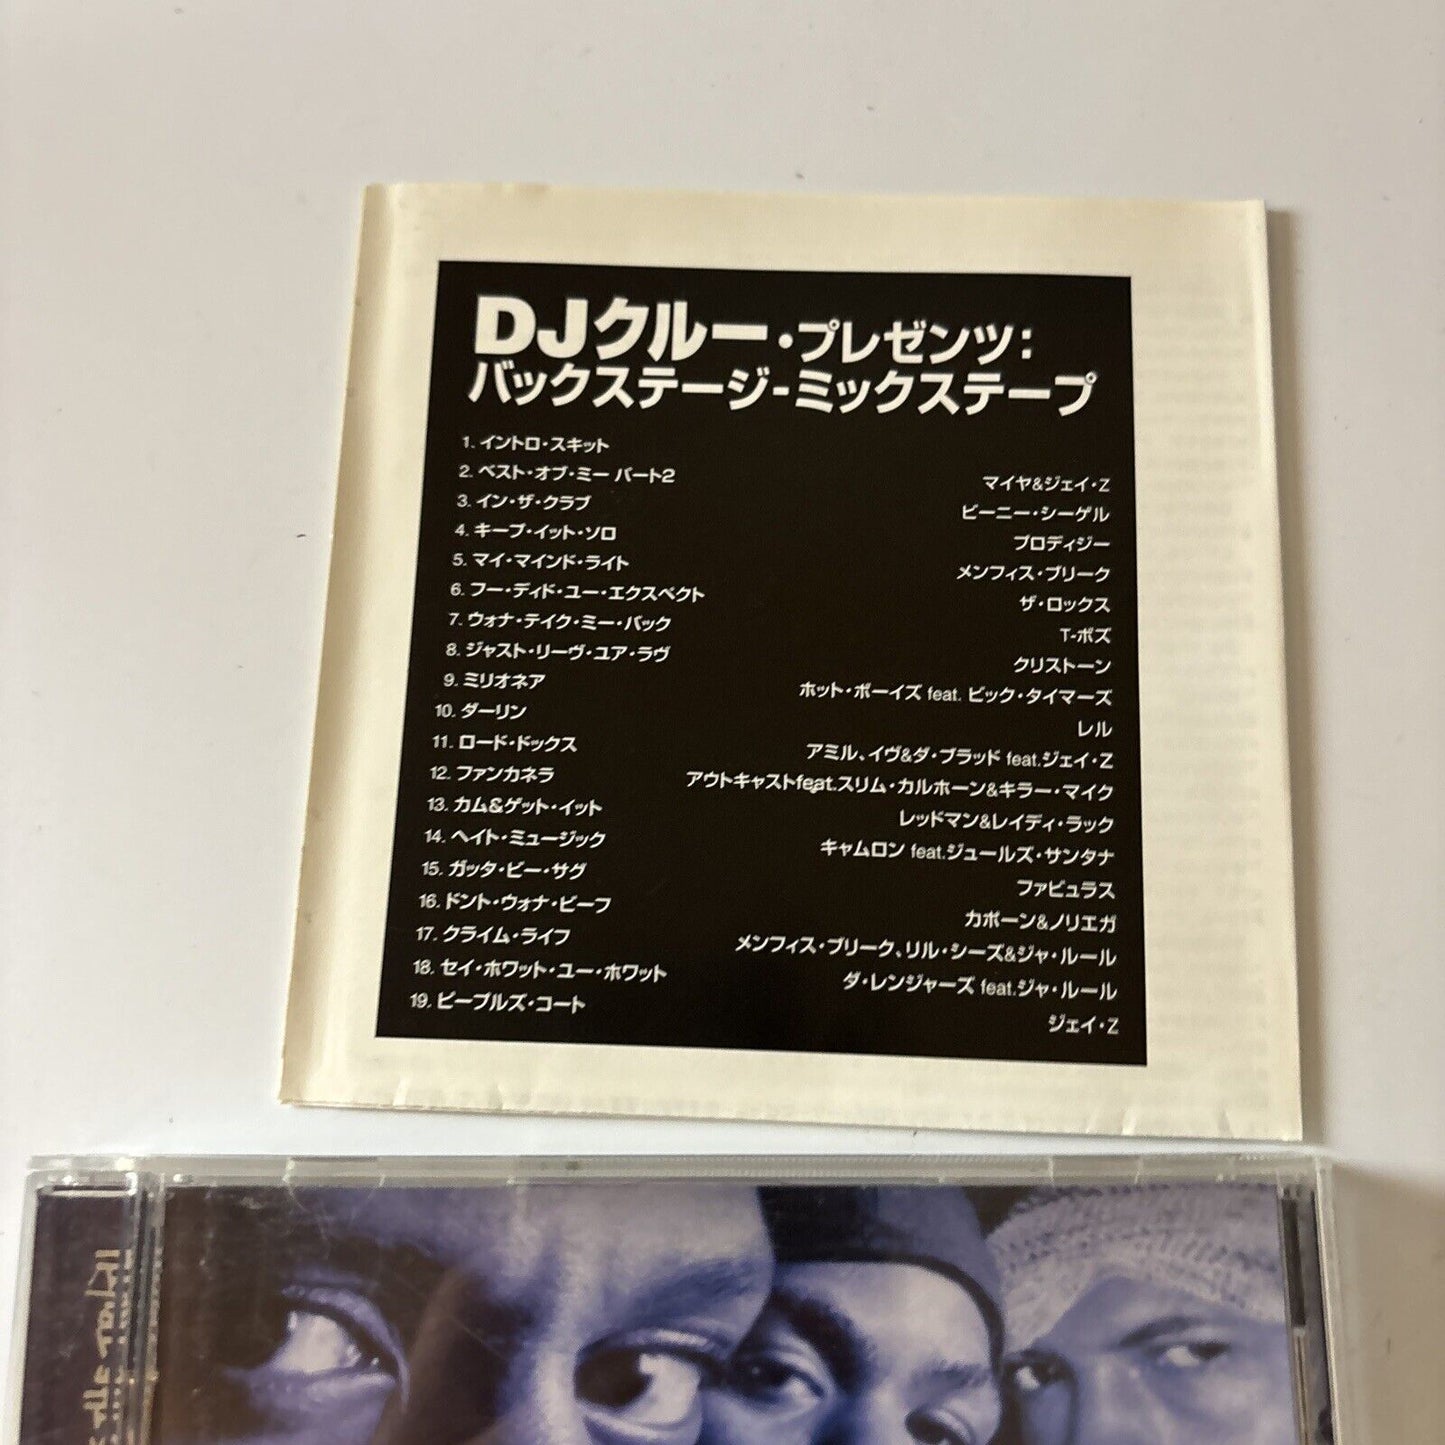 DJクルー・プレゼンツ:
バックステージ-ミックステープ
1. イントロ・スキット
2. ベスト・オブ・ミー パート2 マイヤ&ジェイ・Z
3. イン・ザ・クラブ ビーニー・シーゲル
4. キープ・イット・ソロ プロディジー
5. マイ・マインド・ライト メンフィス・ブリーク
6. フー・ディド・ユー・エクスペクト ザ・ロックス
7. ウォナ・テイク・ミー・バック T-ボズ
8. ジャスト・リーヴ・ユア・ラヴ クリストーン
9. ミリオネア ホット・ボーイズ feat. ビック・タイマーズ
10. ダーリン レル
11. ロード・ドックス アミル、イヴ&ダ・ブラッド feat.ジェイ・Z
12. ファンカネラ アウトキャストfeat.スリム・カルホーン&キラー・マイク
13. カム&ゲット・イット レッドマン&レイディ・ラック
14. ヘイト・ミュージック キャムロン feat.ジュールズ・サンタナ
15. ガッタ・ビー・サグ ファビュラス
16. ドント・ウォナ・ビーフ カポーン&ノリエガ
17. クライム・ライフ メンフィス・ブリーク、リル・シーズ&ジャ・ルール
18. セイ・ホワット・ユー・ホワット ダ・レンジャーズ feat.ジャ・ルール
19. ピープルズ・コート ジェイ・Z